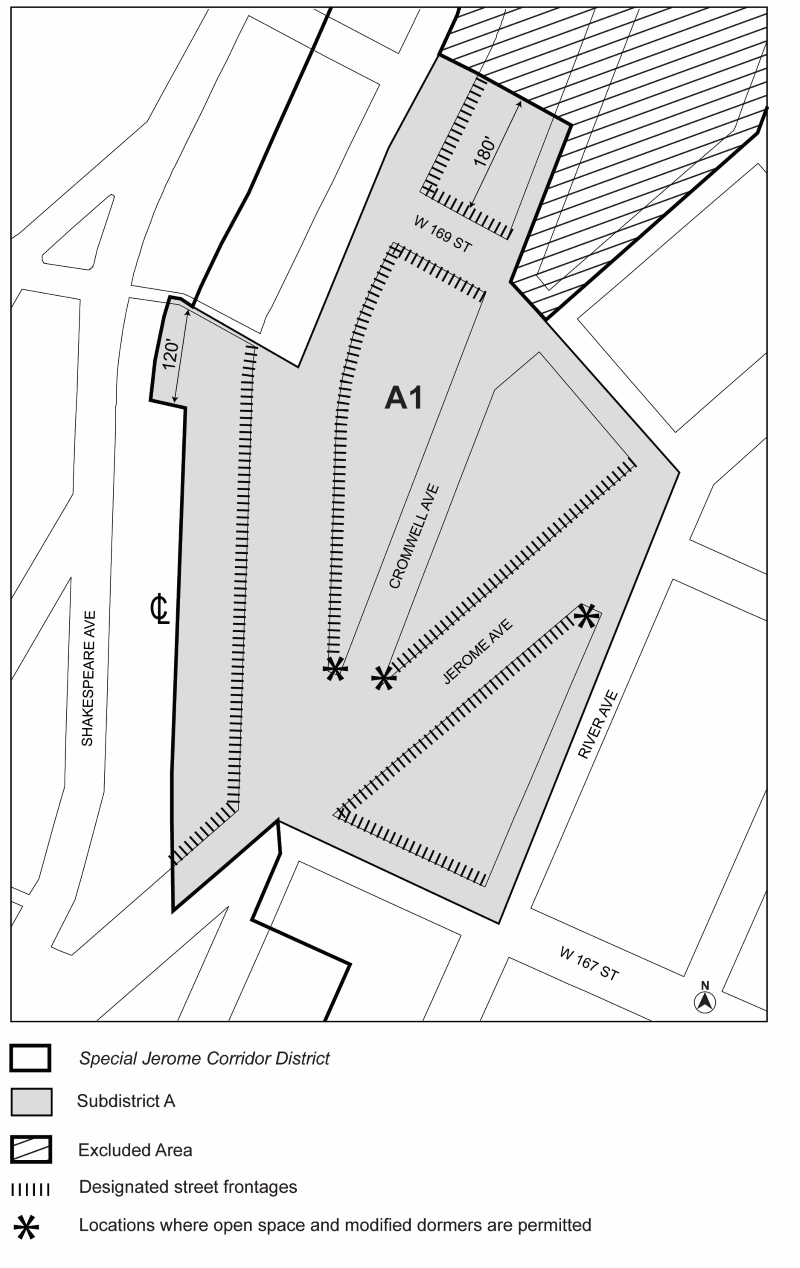 180'
W 169 ST
120'
A1
CROMWELL AVE
℄
SHAKESPEARE AVE
JEROME AVE
RIVER AVE
W 167 ST
N
Special Jerome Corridor District
Subdistrict A
Excluded Area
Designated street frontages
Locations where open space and modified dormers are permitted